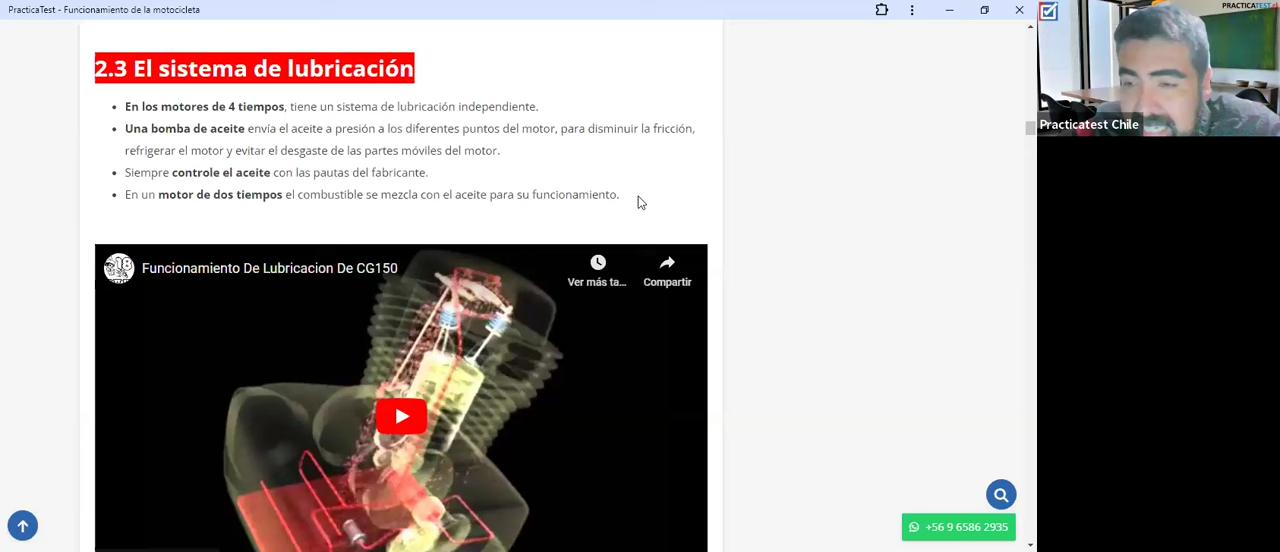 PracticaTest - Funcionamiento de la motocicleta
PRACTICATEST.cl
2.3 El sistema de lubricación
En los motores de 4 tiempos, tiene un sistema de lubricación independiente.
Una bomba de aceite envía el aceite a presión a los diferentes puntos del motor, para disminuir la fricción,
refrigerar el motor y evitar el desgaste de las partes móviles del motor.
Siempre controle el aceite con las pautas del fabricante.
En un motor de dos tiempos el combustible se mezcla con el aceite para su funcionamiento.
Practicatest Chile
18
Funcionamiento De Lubricacion De CG150
Ver más ta...
Compartir
+56 9 6586 2935